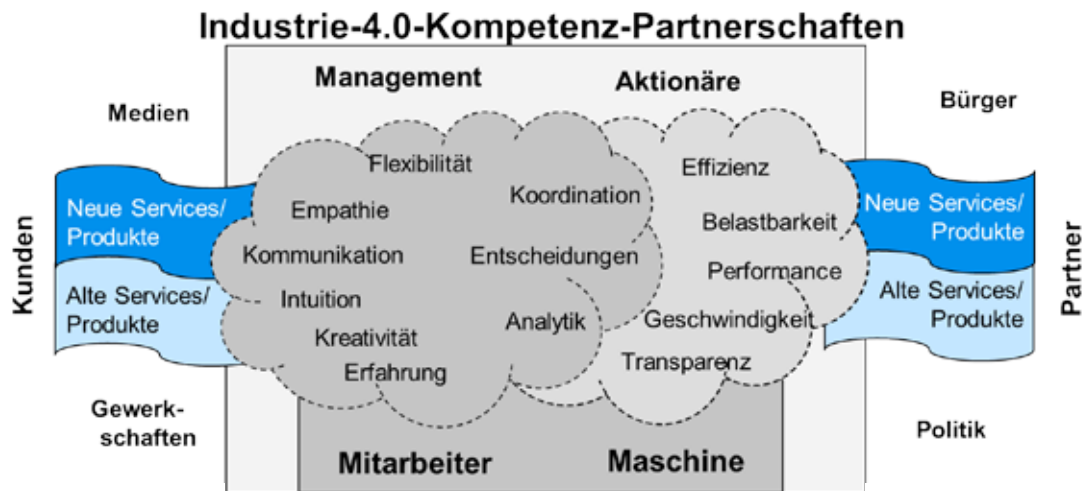 Industrie-4.0-Kompetenz-Partnerschaften
Management
Aktionäre
Medien
Bürger
Kunden
Partner
Neue Services/
Produkte
Alte Services/
Produkte
Flexibilität
Empathie
Kommunikation
Intuition
Kreativität
Erfahrung
Koordination
Entscheidungen
Analytik
Effizienz
Belastbarkeit
Performance
Geschwindigkeit
Transparenz
Neue Services/
Produkte
Alte Services/
Produkte
Gewerk-
schaften
Politik
Mitarbeiter
Maschine